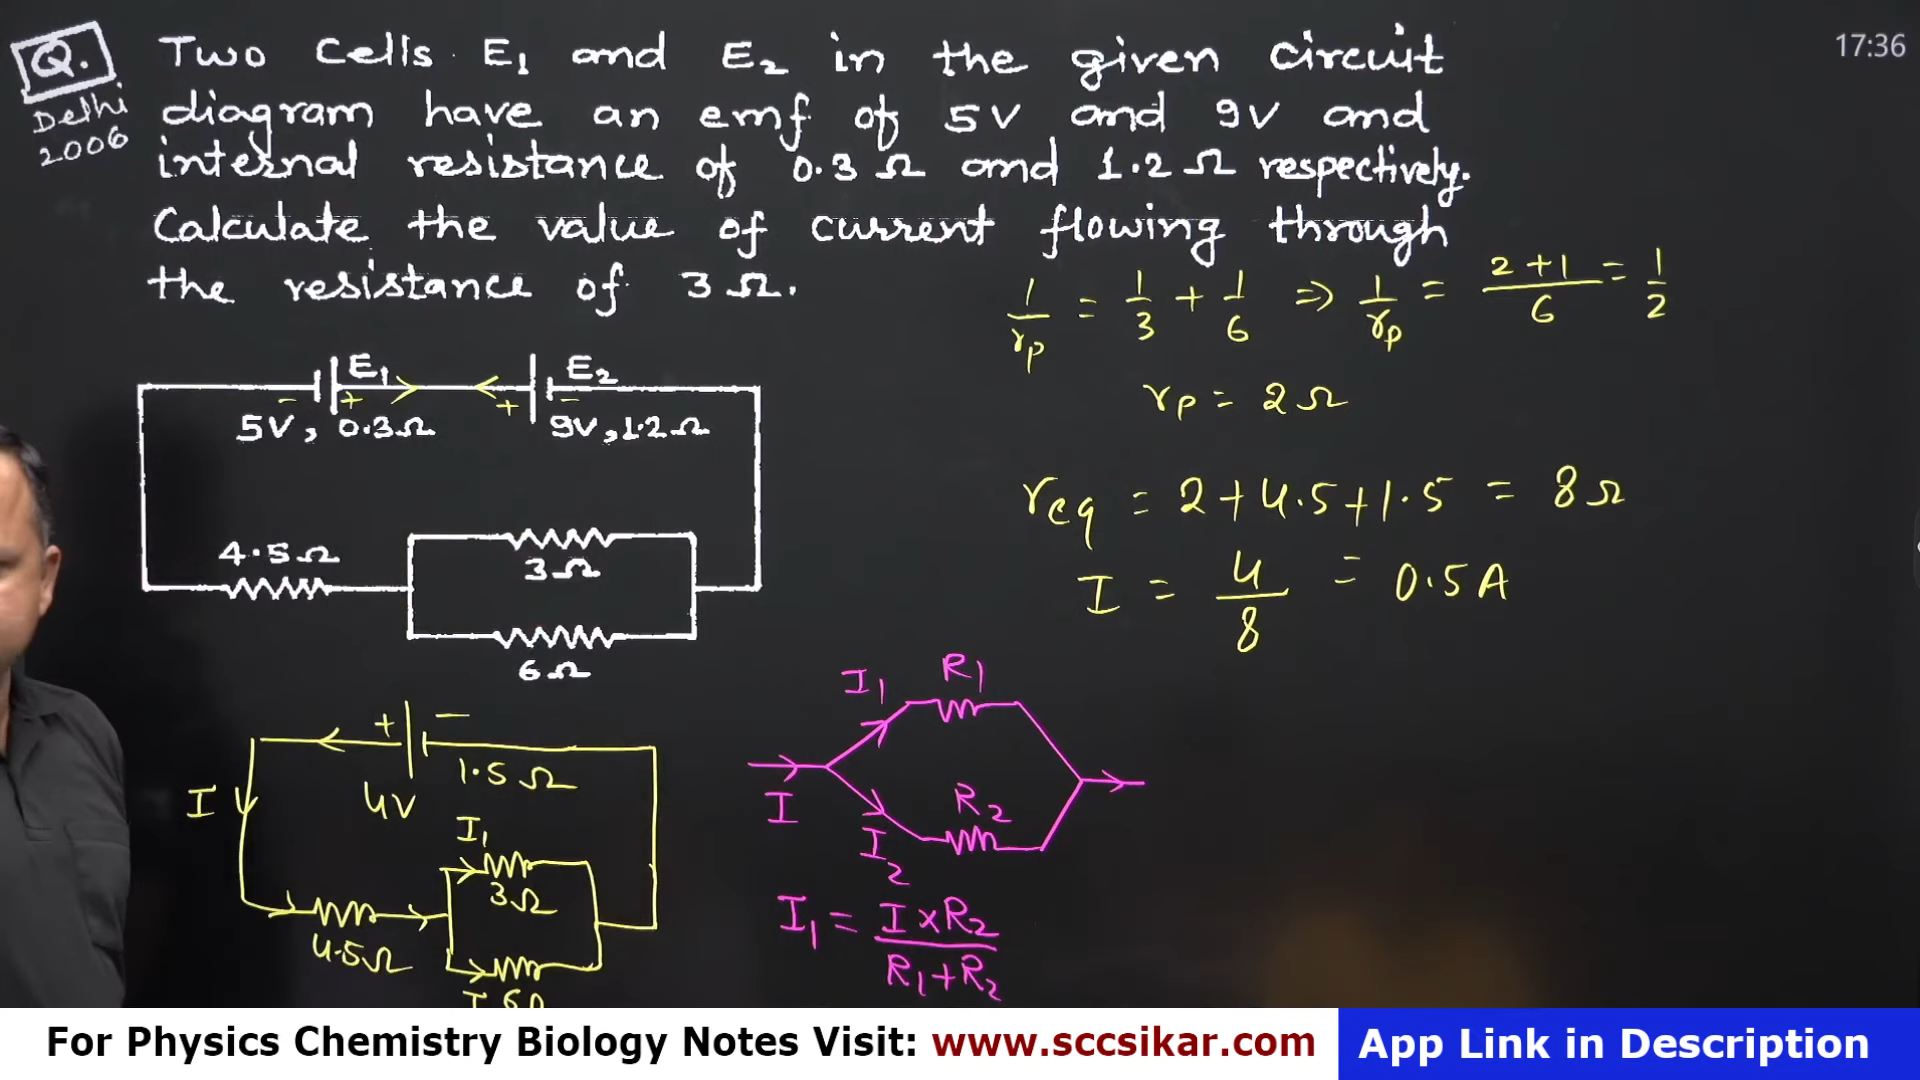 Q. Two Cells E₁ and E₂ in the given circuit
Delhi 2006
diagram have an emf of 5V and 9V and
internal resistance of 0.3 Ω and 1.2 Ω respectively.
Calculate the value of current flowing through
the resistance of 3 Ω.
17:36
1/rp = 1/3 + 1/6 ⇒ 1/rp = 2+1/6 = 1/2
rp = 2 Ω
req = 2 + 4.5 + 1.5 = 8 Ω
I = 4/8 = 0.5 A
E₁ E₂
- + + -
5V, 0.3Ω 9V, 1.2Ω
4.5Ω
3Ω
6Ω
+ -
4V 1.5 Ω
I
I₁
3Ω
4.5Ω
6Ω
I₁ R₁
I
R₂
I₂
I₁ = I × R₂ / R₁ + R₂
For Physics Chemistry Biology Notes Visit: www.sccsikar.com App Link in Description